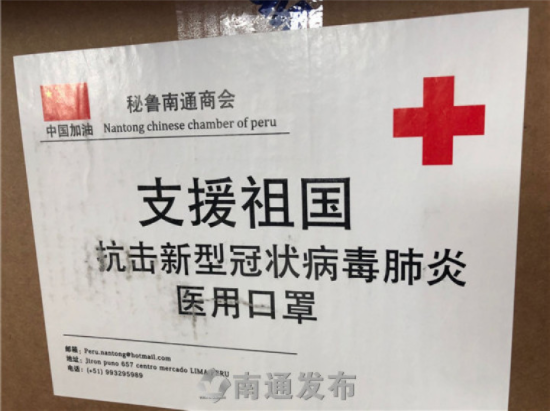 秘鲁南通商会
中国加油 Nantong chinese chamber of peru
支援祖国
抗击新型冠状病毒肺炎
医用口罩
邮箱：Peru.nantong@hotmail.com
地址：Jiron puno 657 centro mercado LIMA PERU
电话：(+51) 993295989
南通发布